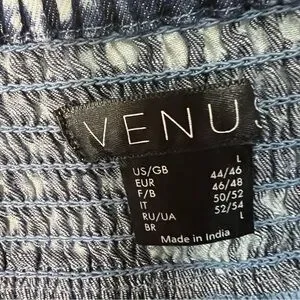 VENUS
US/GB L
EUR 44/46
F/B 46/48
IT 50/52
RU/UA 52/54
BR L
Made in India